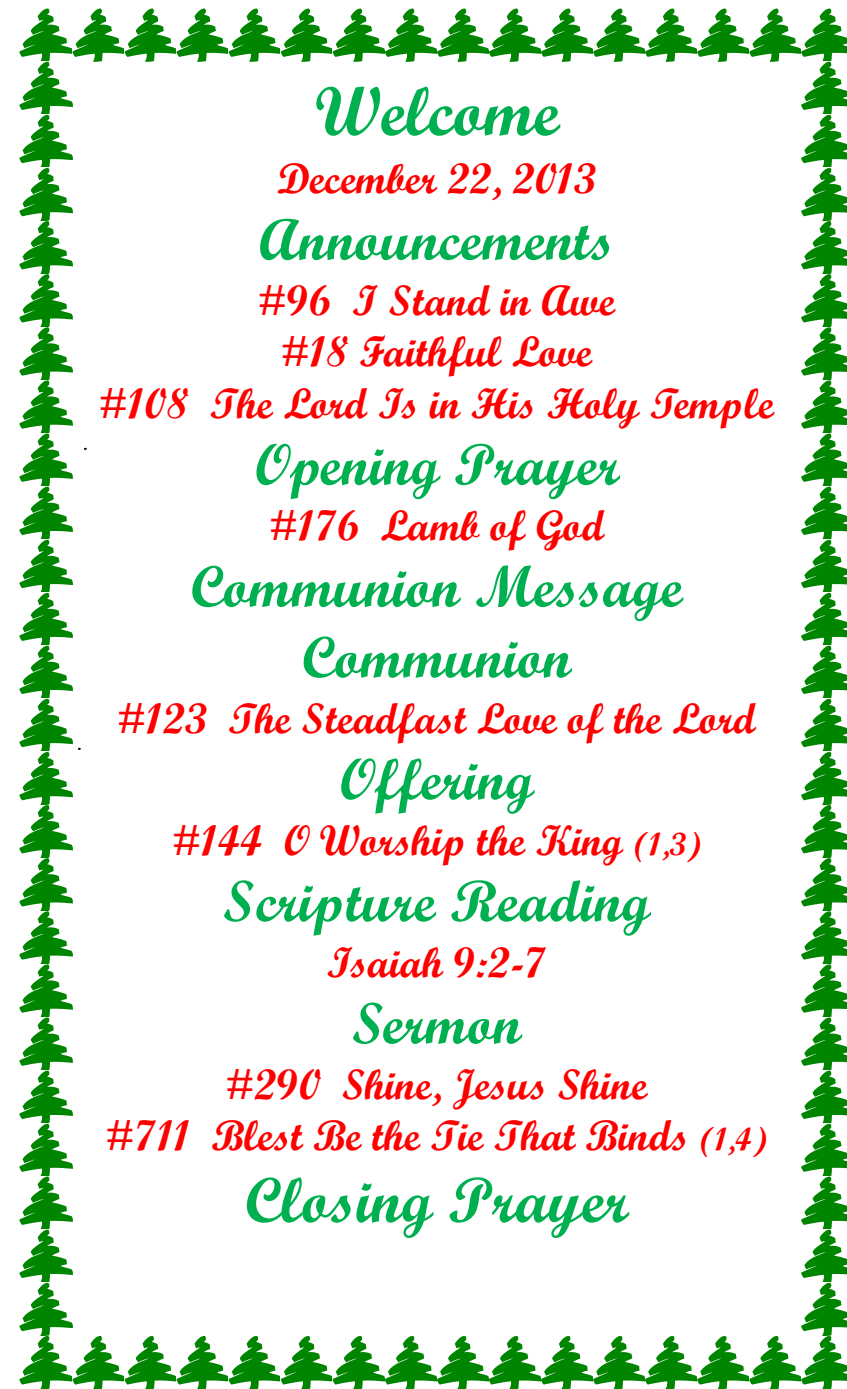 Welcome
December 22, 2013
Announcements
#96 I Stand in Awe
#18 Faithful Love
#108 The Lord Is in His Holy Temple
Opening Prayer
#176 Lamb of God
Communion Message
Communion
#123 The Steadfast Love of the Lord
Offering
#144 O Worship the King (1,3)
Scripture Reading
Isaiah 9:2-7
Sermon
#290 Shine, Jesus Shine
#711 Blest Be the Tie That Binds (1,4)
Closing Prayer